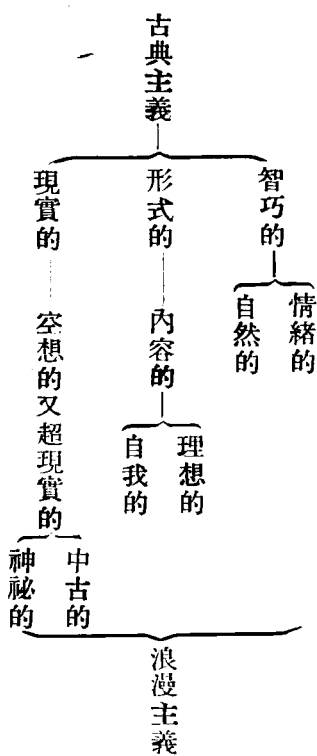 古典主義
智巧的
情緒的
自然的
形式的
內容的
理想的
自我的
現實的
空想的又超現實的
中古的
神祕的
浪漫主義